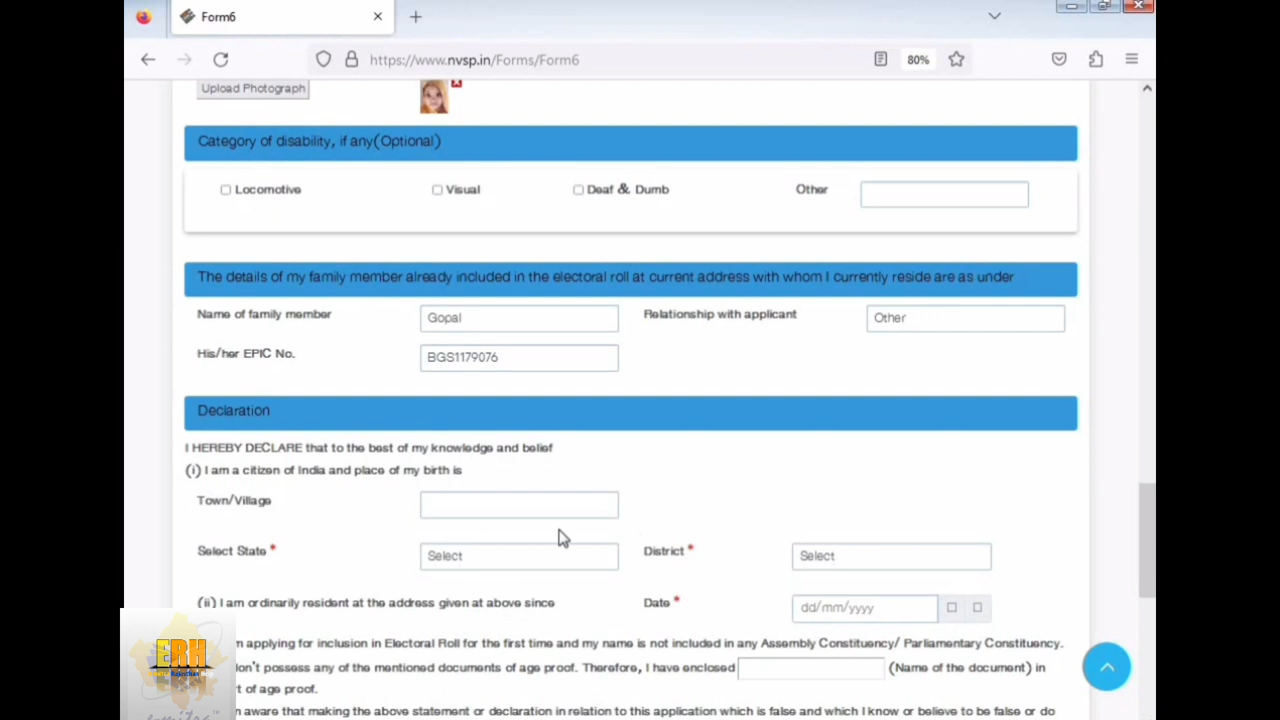 Form6
https://www.nvsp.in/Forms/Form6
80%
Upload Photograph
Category of disability, if any(Optional)
Locomotive Visual Deaf & Dumb Other
The details of my family member already included in the electoral roll at current address with whom I currently reside are as under
Name of family member Gopal Relationship with applicant Other
His/her EPIC No. BGS1179076
Declaration
I HEREBY DECLARE that to the best of my knowledge and belief
(i) I am a citizen of India and place of my birth is
Town/Village
Select State * Select District * Select
(ii) I am ordinarily resident at the address given at above since Date * dd/mm/yyyy
m applying for inclusion in Electoral Roll for the first time and my name is not included in any Assembly Constituency/ Parliamentary Constituency.
on't possess any of the mentioned documents of age proof. Therefore, I have enclosed (Name of the document) in
rt of age proof.
n aware that making the above statement or declaration in relation to this application which is false and which I know or believe to be false or do
ERH
Rajasthan